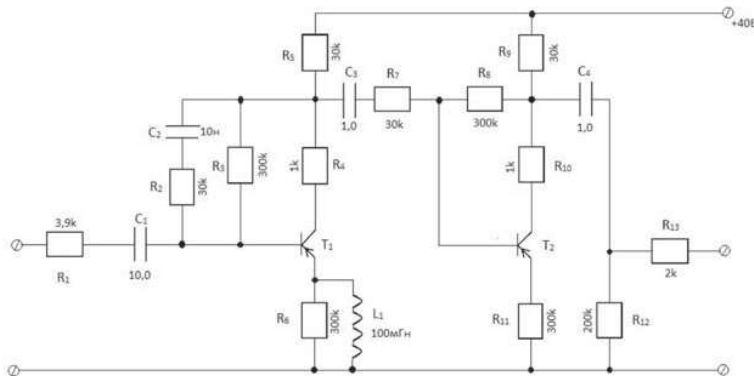 +40В
R₅
30k
R₉
30k
C₃
1,0
R₇
30k
R₈
300k
C₄
1,0
C₂
10н
R₂
30k
R₃
300k
1k
R₄
1k
R₁₀
3,9k
R₁
C₁
10,0
T₁
T₂
R₁₃
2k
R₆
300k
L₁
100мГн
R₁₁
300k
200k
R₁₂